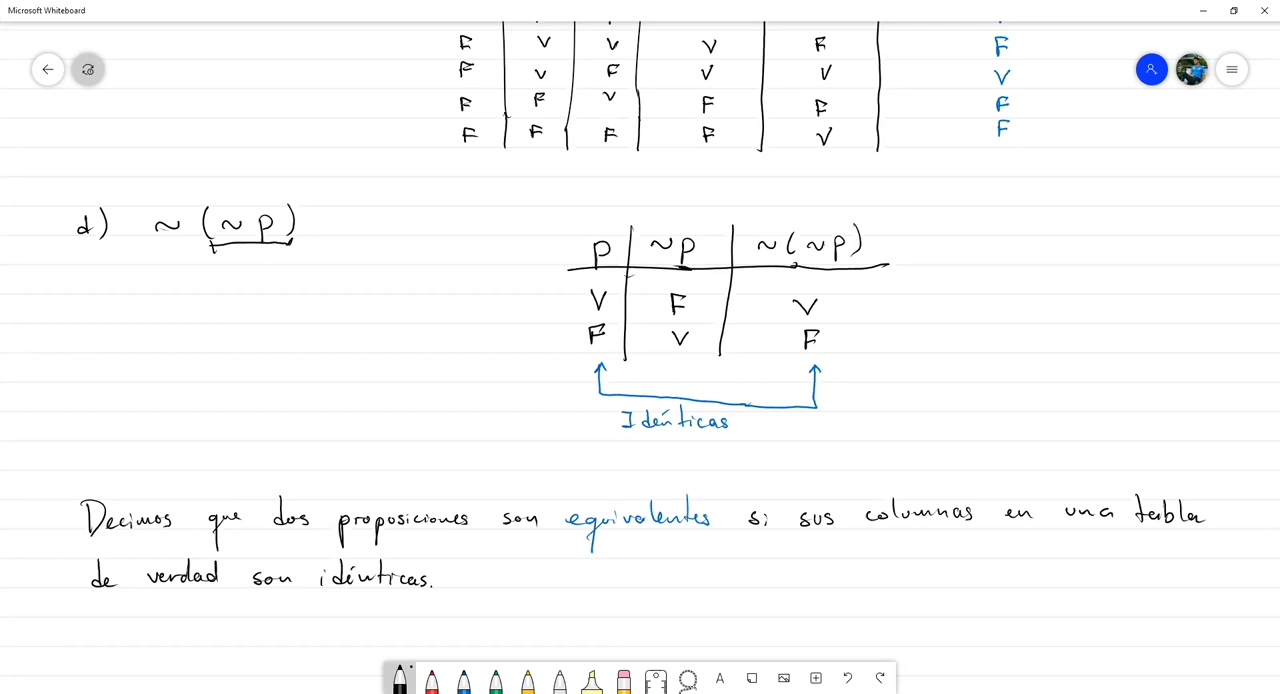 Microsoft Whiteboard
F V V V F F
F V F V V V
F F V F F F
F F F F V F
d) ~ (~ p)
p ~p ~(~p)
V F V
F V F
Idénticas
Decimos que dos proposiciones son equivalentes si sus columnas en una tabla
de verdad son idénticas.
A